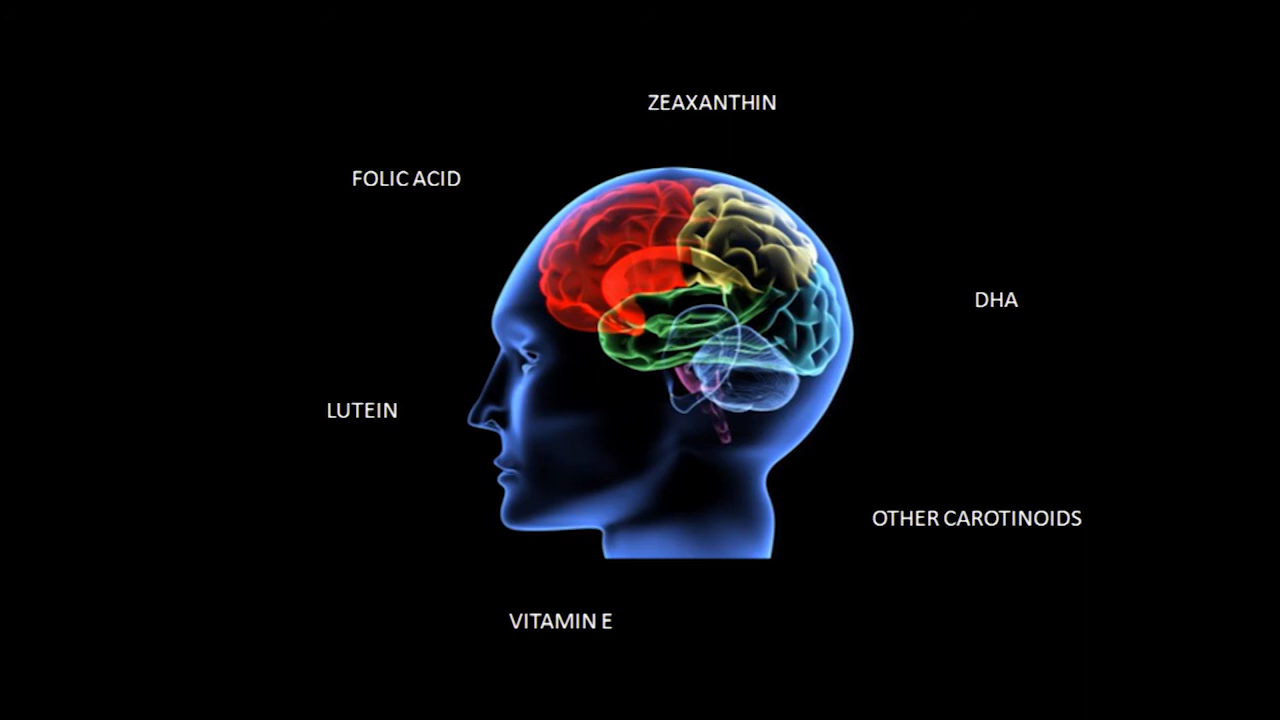 ZEAXANTHIN
FOLIC ACID
DHA
LUTEIN
OTHER CAROTINOIDS
VITAMIN E